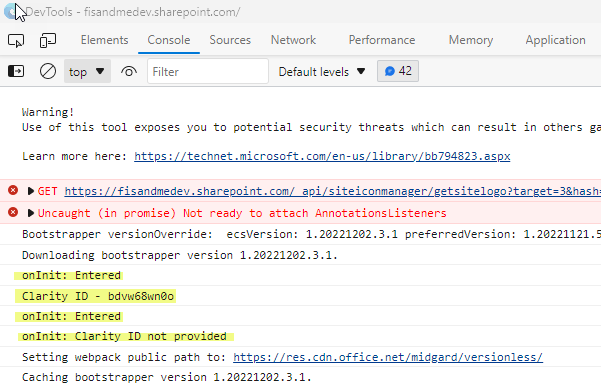 DevTools - fisandmedev.sharepoint.com/
Elements Console Sources Network Performance Memory Application
top Filter Default levels 42
Warning!
Use of this tool exposes you to potential security threats which can result in others ga
Learn more here: https://technet.microsoft.com/en-us/library/bb794823.aspx
GET https://fisandmedev.sharepoint.com/_api/siteiconmanager/getsitelogo?target=3&hash=
Uncaught (in promise) Not ready to attach AnnotationsListeners
Bootstrapper versionOverride: ecsVersion: 1.20221202.3.1 preferredVersion: 1.20221121.5
Downloading bootstrapper version 1.20221202.3.1.
onInit: Entered
Clarity ID - bdvw68wn0o
onInit: Entered
onInit: Clarity ID not provided
Setting webpack public path to: https://res.cdn.office.net/midgard/versionless/
Caching bootstrapper version 1.20221202.3.1.